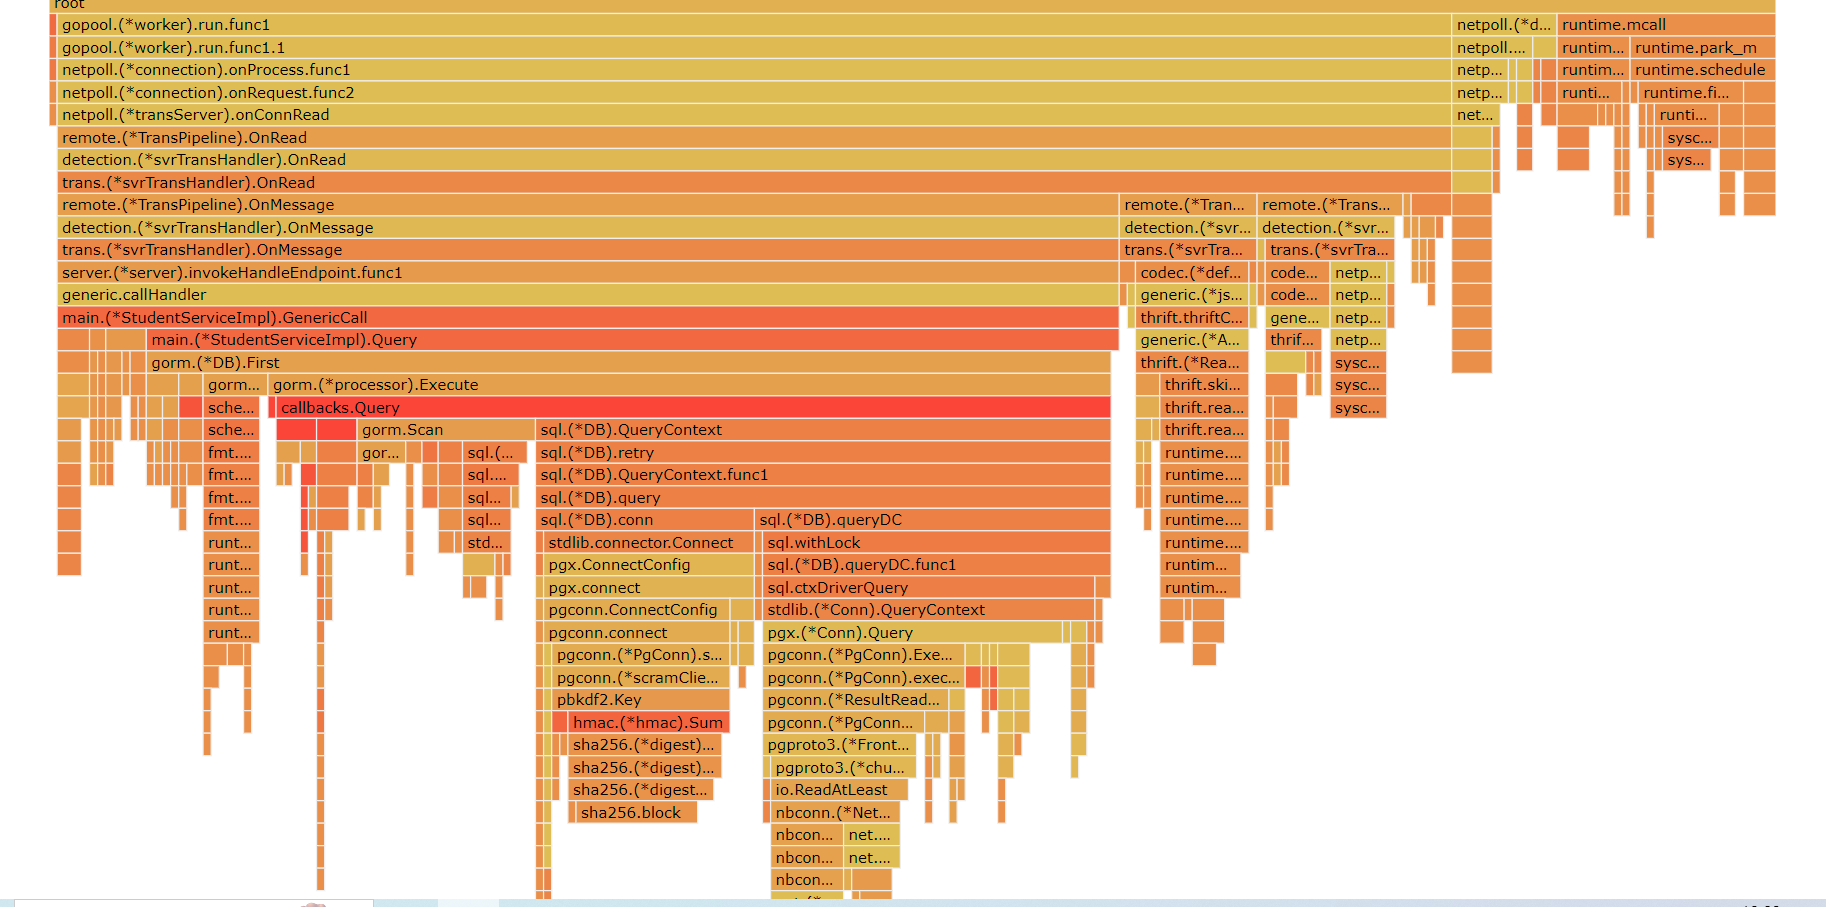 root
gopool.(*worker).run.func1 netpoll.(*d... runtime.mcall
gopool.(*worker).run.func1.1 netpoll.... runtim... runtime.park_m
netpoll.(*connection).onProcess.func1 netp... runtim... runtime.schedule
netpoll.(*connection).onRequest.func2 netp... runti... runtime.fi...
netpoll.(*transServer).onConnRead net... runti...
remote.(*TransPipeline).OnRead sysc...
detection.(*svrTransHandler).OnRead sys...
trans.(*svrTransHandler).OnRead
remote.(*TransPipeline).OnMessage remote.(*Tran... remote.(*Trans...
detection.(*svrTransHandler).OnMessage detection.(*svr... detection.(*svr...
trans.(*svrTransHandler).OnMessage trans.(*svrTra... trans.(*svrTra...
server.(*server).invokeHandleEndpoint.func1 codec.(*def... code... netp...
generic.callHandler generic.(*js... code... netp...
main.(*StudentServiceImpl).GenericCall thrift.thriftC... gene... netp...
main.(*StudentServiceImpl).Query generic.(*A... thrif... netp...
gorm.(*DB).First thrift.(*Rea... sysc...
gorm... gorm.(*processor).Execute thrift.ski... sysc...
sche... callbacks.Query thrift.rea... sysc...
sche... gorm.Scan sql.(*DB).QueryContext thrift.rea...
fmt.... gor... sql.(... sql.(*DB).retry runtime....
fmt.... sql.... sql.(*DB).QueryContext.func1 runtime....
fmt.... sql... sql.(*DB).query runtime....
fmt.... sql... sql.(*DB).conn sql.(*DB).queryDC runtime....
runt... std... stdlib.connector.Connect sql.withLock runtime....
runt... pgx.ConnectConfig sql.(*DB).queryDC.func1 runtim...
runt... pgx.connect sql.ctxDriverQuery runtim...
runt... pgconn.ConnectConfig stdlib.(*Conn).QueryContext
runt... pgconn.connect pgx.(*Conn).Query
pgconn.(*PgConn).s... pgconn.(*PgConn).Exe...
pgconn.(*scramClie... pgconn.(*PgConn).exec...
pbkdf2.Key pgconn.(*ResultRead...
hmac.(*hmac).Sum pgconn.(*PgConn...
sha256.(*digest)... pgproto3.(*Front...
sha256.(*digest)... pgproto3.(*chu...
sha256.(*digest... io.ReadAtLeast
sha256.block nbconn.(*Net...
nbcon... net....
nbcon... net....
nbcon...